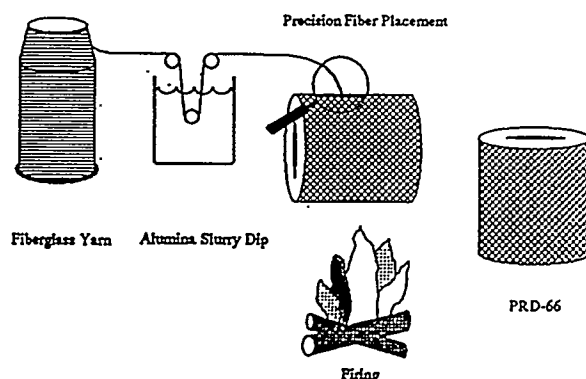 Precision Fiber Placement
Fiberglass Yarn
Alumina Slurry Dip
PRD-66
Firing